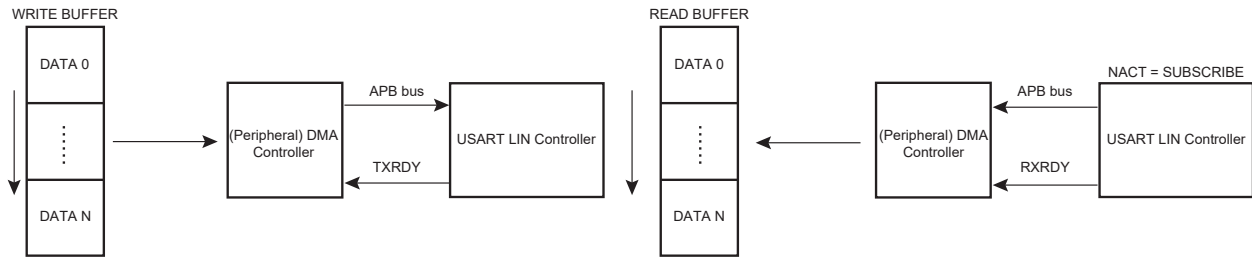 WRITE BUFFER
DATA 0
DATA N
(Peripheral) DMA
Controller
APB bus
TXRDY
USART LIN Controller
READ BUFFER
DATA 0
DATA N
(Peripheral) DMA
Controller
APB bus
RXRDY
NACT = SUBSCRIBE
USART LIN Controller